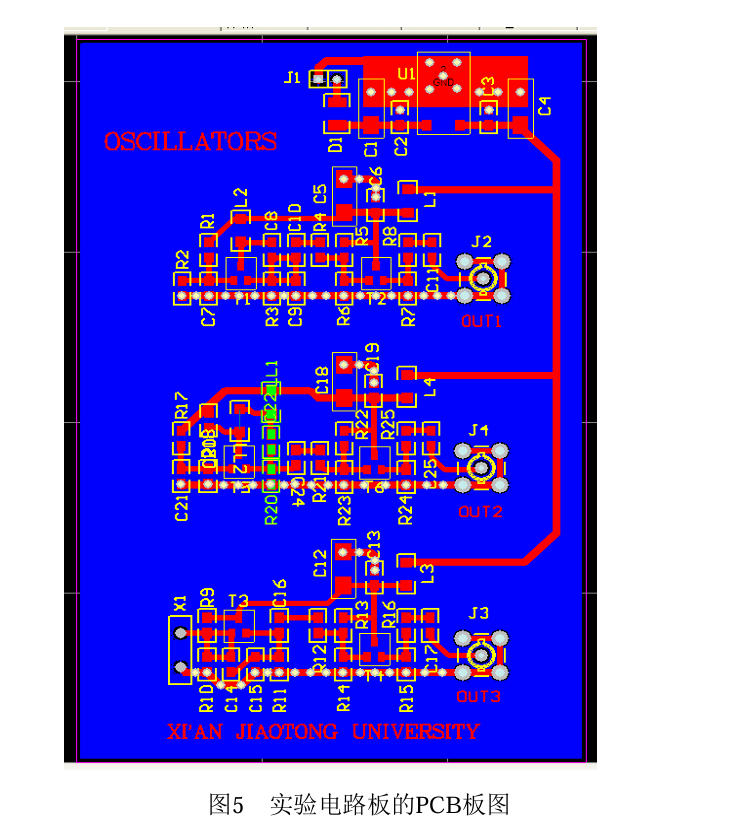 J1
U1
GND
C3
C4
D1
C1
C2
OSCILLATORS
C5
C6
L1
L2
R1
C8
C10
R4
R5
R8
J2
R2
C11
T1
T2
C7
R3
C9
R6
R7
OUT1
C19
C18
L4
R17
R22
R25
J4
C21
R20
C24
R21
R23
R24
OUT2
C13
C12
L3
X1
R9
T3
C16
R13
R16
J3
R12
C17
R10
C14
C15
R11
R14
R15
OUT3
XI'AN JIAOTONG UNIVERSITY
图5 实验电路板的PCB板图